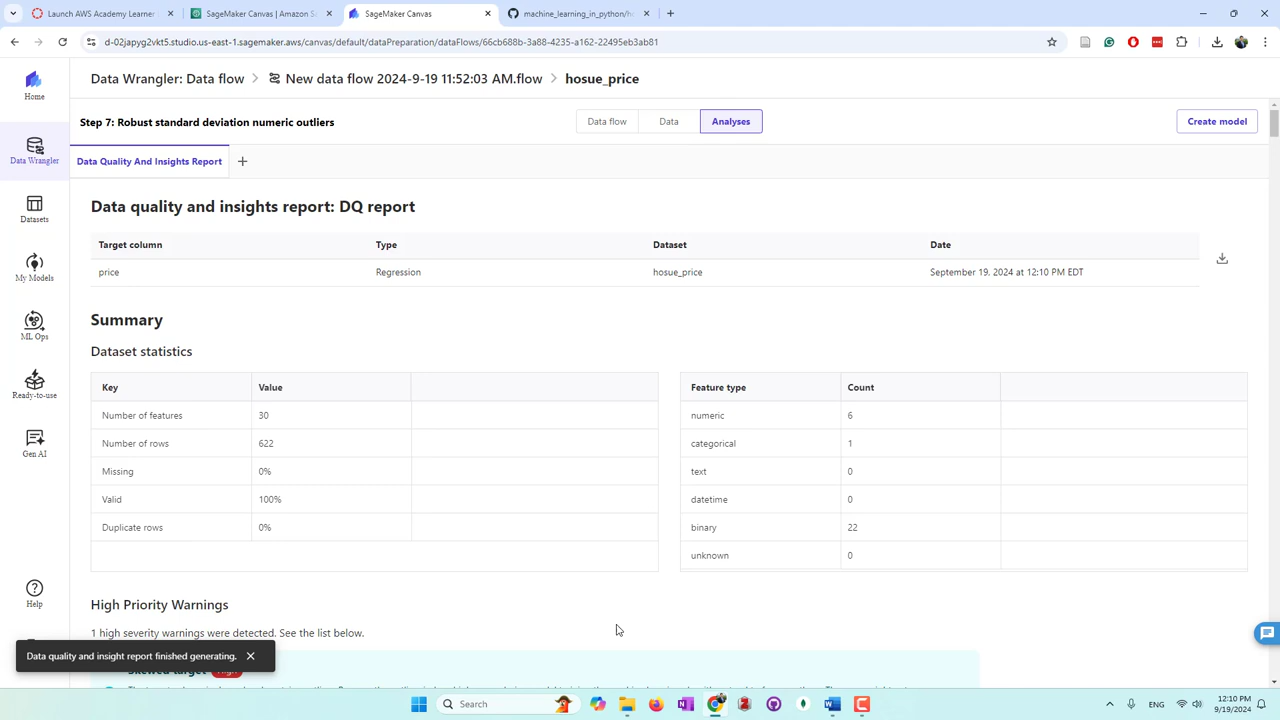 Launch AWS Academy Learner
SageMaker Canvas | Amazon S
SageMaker Canvas
machine_learning_in_python/h
d-02japyg2vkt5.studio.us-east-1.sagemaker.aws/canvas/default/dataPreparation/dataFlows/66cb688b-3a88-4235-a162-22495eb3ab81
Home
Data Wrangler: Data flow
New data flow 2024-9-19 11:52:03 AM.flow
hosue_price
Step 7: Robust standard deviation numeric outliers
Data flow
Data
Analyses
Create model
Data Wrangler
Data Quality And Insights Report
Datasets
My Models
ML Ops
Ready-to-use
Gen AI
Help
Data quality and insights report: DQ report
Target column Type Dataset Date
price Regression hosue_price September 19, 2024 at 12:10 PM EDT
Summary
Dataset statistics
Key Value
Number of features 30
Number of rows 622
Missing 0%
Valid 100%
Duplicate rows 0%
Feature type Count
numeric 6
categorical 1
text 0
datetime 0
binary 22
unknown 0
High Priority Warnings
1 high severity warnings were detected. See the list below.
Data quality and insight report finished generating.
Skewed target High
Search
ENG
12:10 PM
9/19/2024